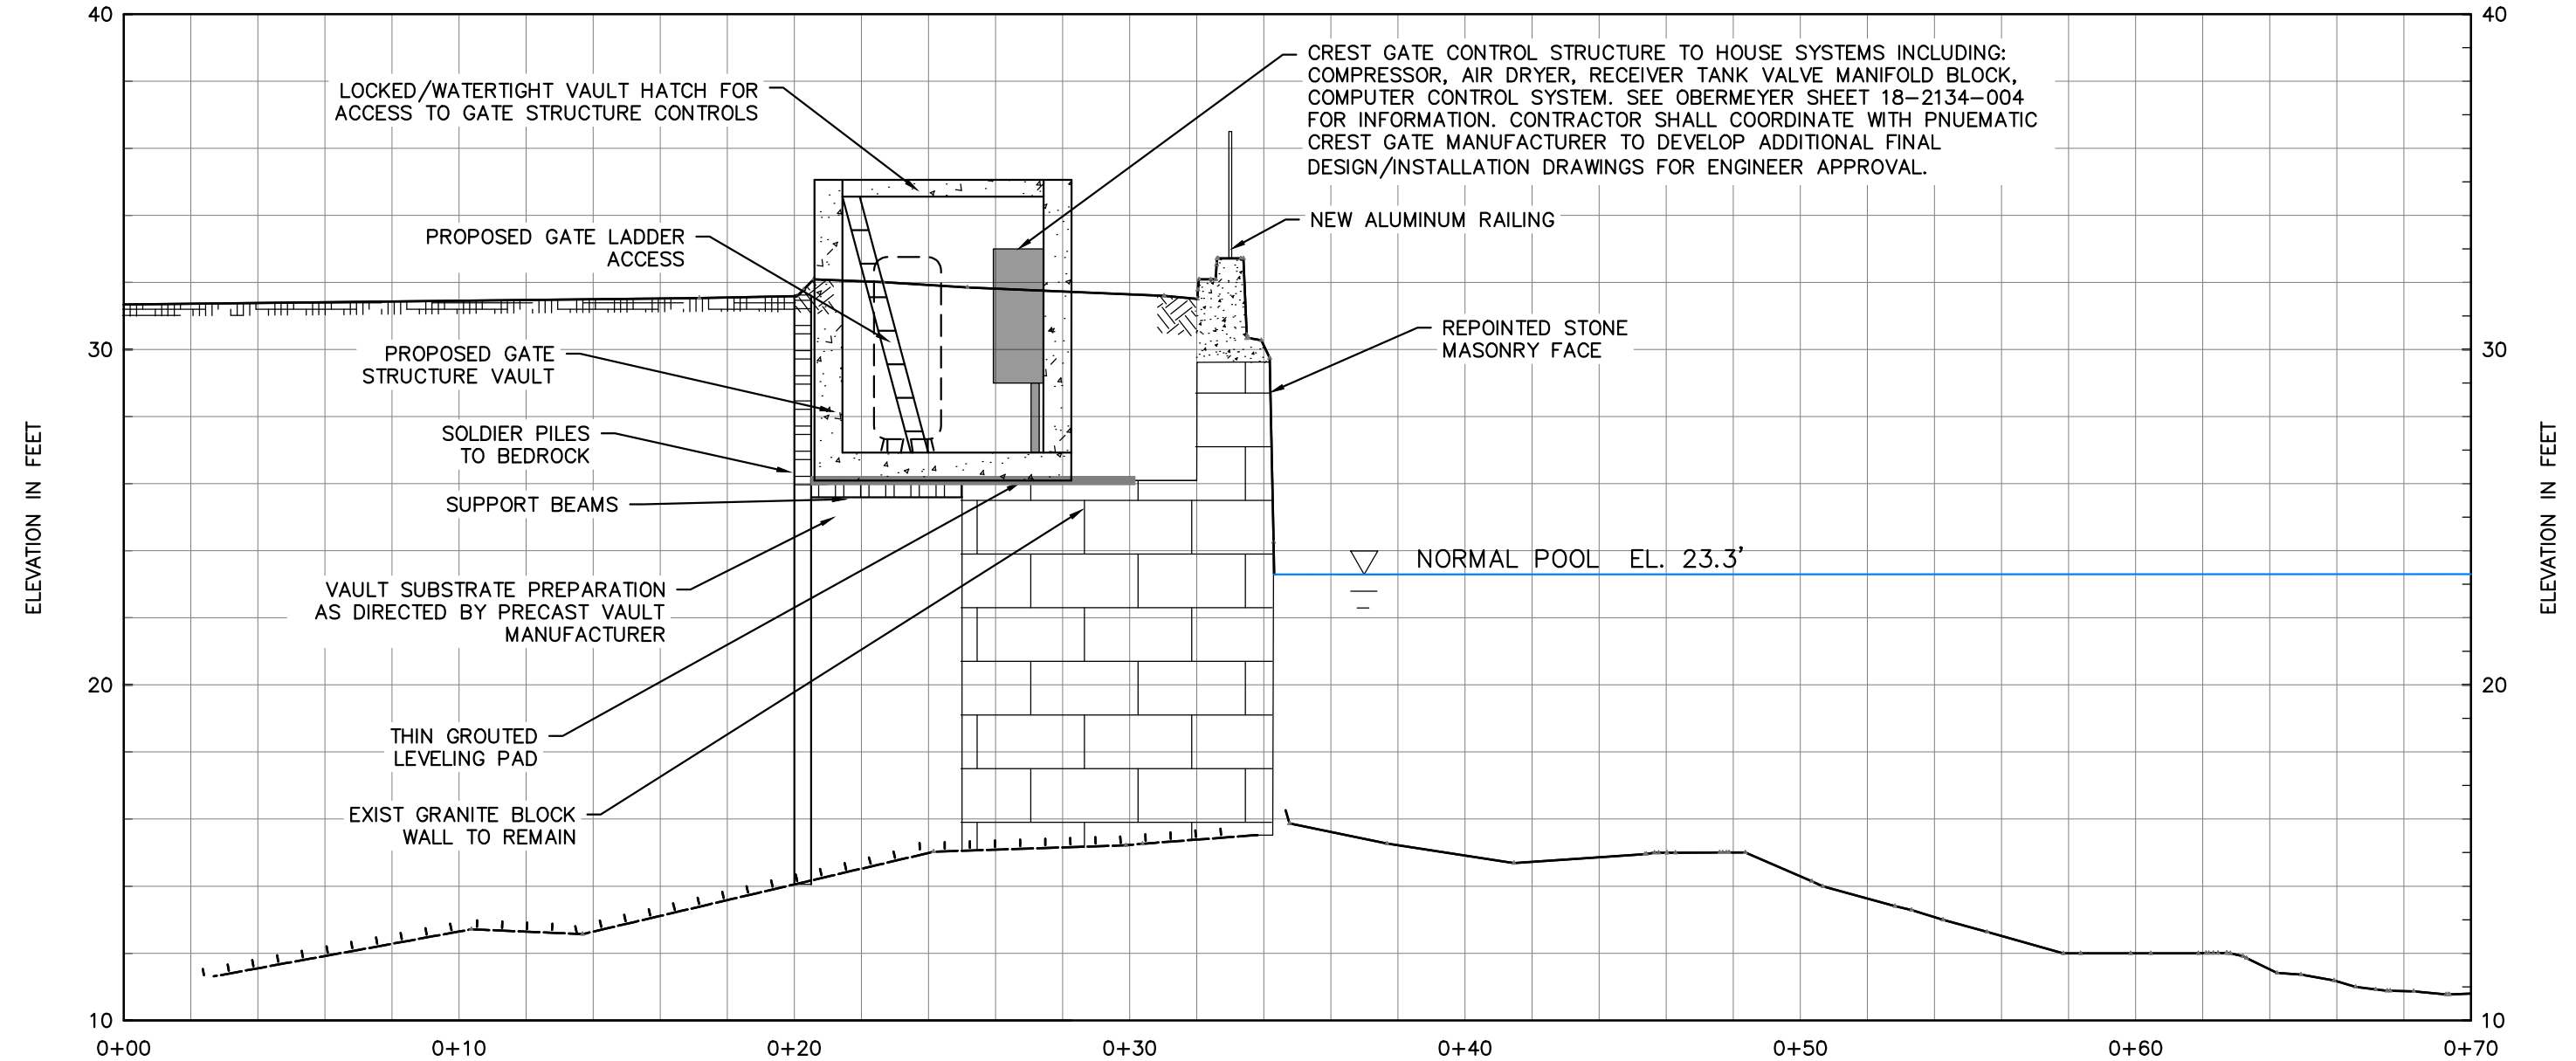 40
40
CREST GATE CONTROL STRUCTURE TO HOUSE SYSTEMS INCLUDING:
COMPRESSOR, AIR DRYER, RECEIVER TANK VALVE MANIFOLD BLOCK,
COMPUTER CONTROL SYSTEM. SEE OBERMEYER SHEET 18-2134-004
FOR INFORMATION. CONTRACTOR SHALL COORDINATE WITH PNUEMATIC
CREST GATE MANUFACTURER TO DEVELOP ADDITIONAL FINAL
DESIGN/INSTALLATION DRAWINGS FOR ENGINEER APPROVAL.
LOCKED/WATERTIGHT VAULT HATCH FOR
ACCESS TO GATE STRUCTURE CONTROLS
NEW ALUMINUM RAILING
PROPOSED GATE LADDER
ACCESS
REPOINTED STONE
MASONRY FACE
30
30
PROPOSED GATE
STRUCTURE VAULT
SOLDIER PILES
TO BEDROCK
SUPPORT BEAMS
ELEVATION IN FEET
ELEVATION IN FEET
NORMAL POOL EL. 23.3'
VAULT SUBSTRATE PREPARATION
AS DIRECTED BY PRECAST VAULT
MANUFACTURER
20
20
THIN GROUTED
LEVELING PAD
EXIST GRANITE BLOCK
WALL TO REMAIN
10
10
0+00
0+10
0+20
0+30
0+40
0+50
0+60
0+70